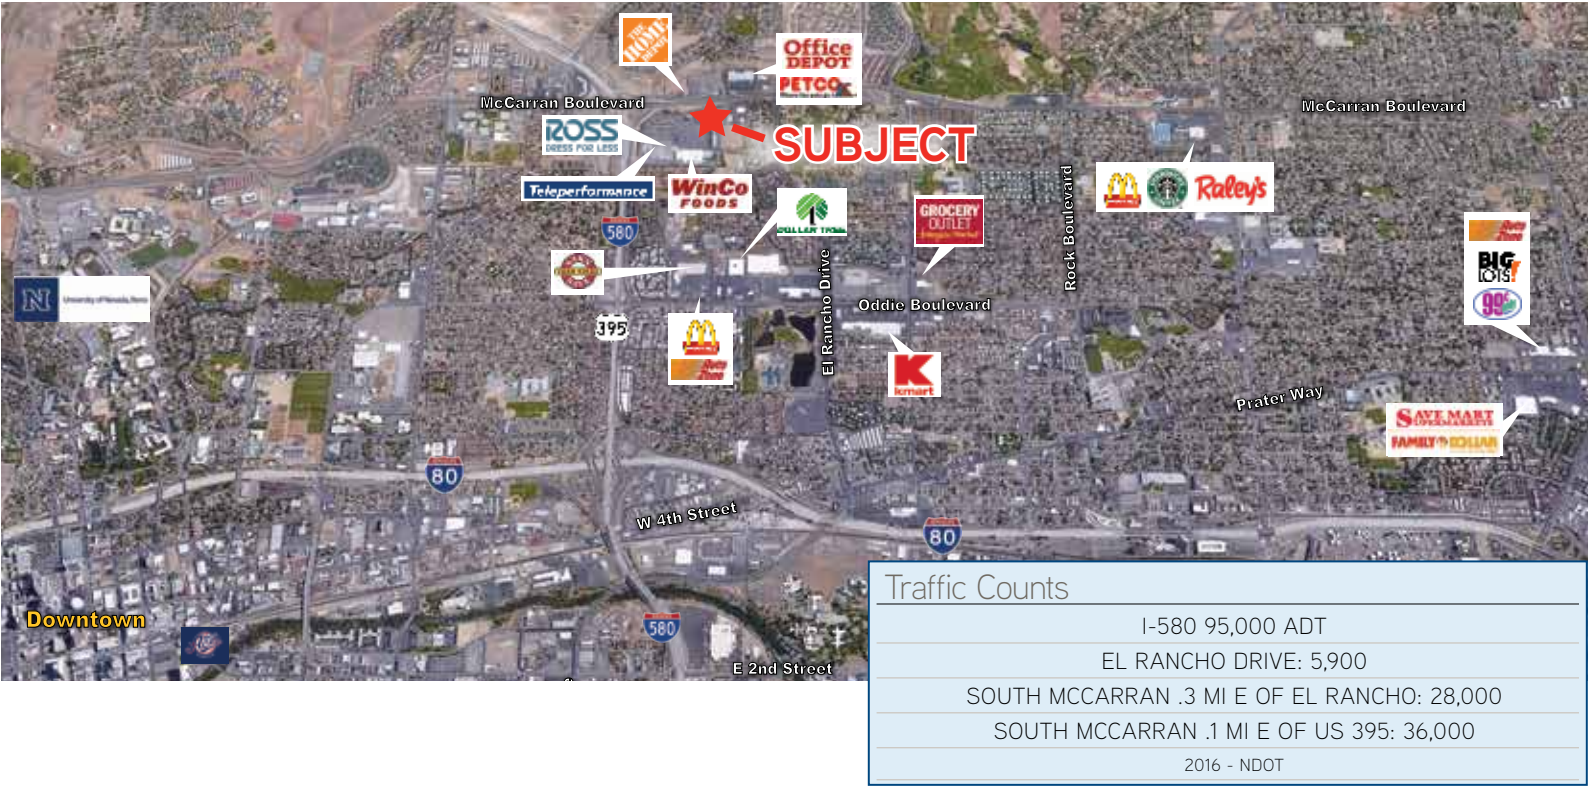 THE
HOME
DEPOT
Office
DEPOT
PETCO
McCarran Boulevard
McCarran Boulevard
ROSS
DRESS FOR LESS
SUBJECT
Teleperformance
WinCo
FOODS
Raley's
580
DOLLAR TREE
GROCERY
OUTLET
Rock Boulevard
El Rancho Drive
Oddie Boulevard
N
University of Nevada, Reno
395
BIG
LOTS!
99¢
K
kmart
Prater Way
SAVE MART
SUPERMARKETS
FAMILY DOLLAR
80
W 4th Street
80
Downtown
580
E 2nd Street
Traffic Counts
I-580 95,000 ADT
EL RANCHO DRIVE: 5,900
SOUTH MCCARRAN .3 MI E OF EL RANCHO: 28,000
SOUTH MCCARRAN .1 MI E OF US 395: 36,000
2016 - NDOT